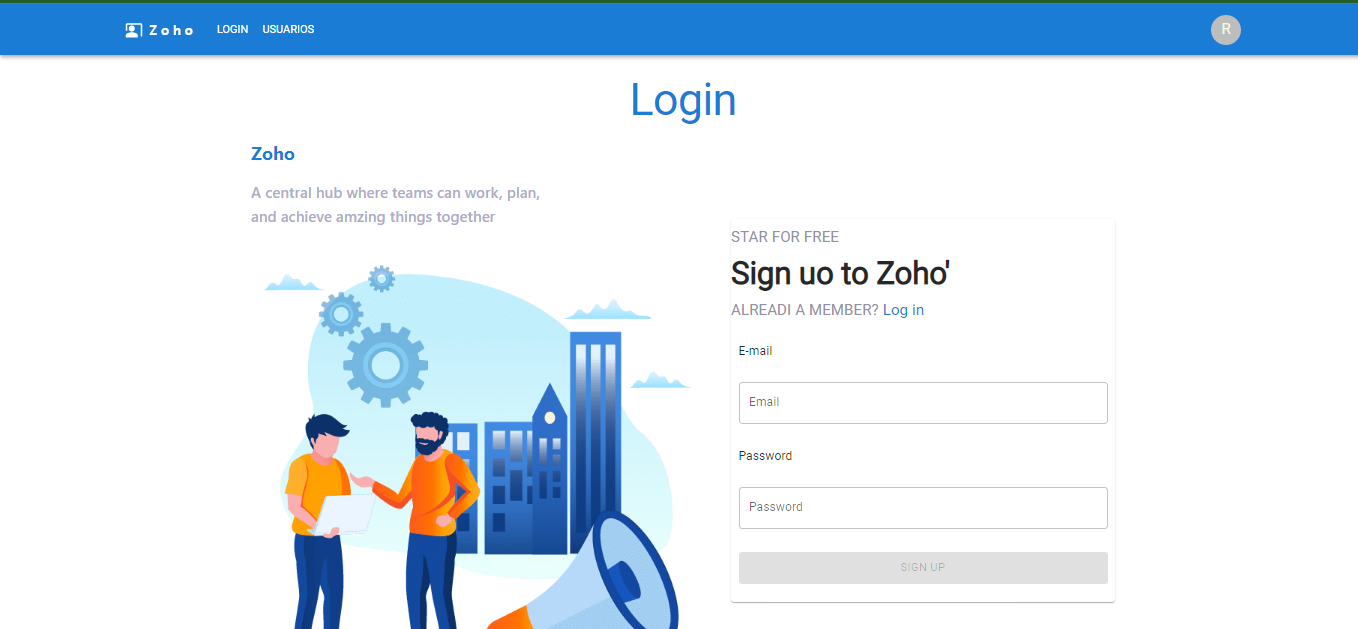 Zoho LOGIN USUARIOS R
Login
Zoho
A central hub where teams can work, plan,
and achieve amzing things together
STAR FOR FREE
Sign uo to Zoho'
ALREADI A MEMBER? Log in
E-mail
Email
Password
Password
SIGN UP